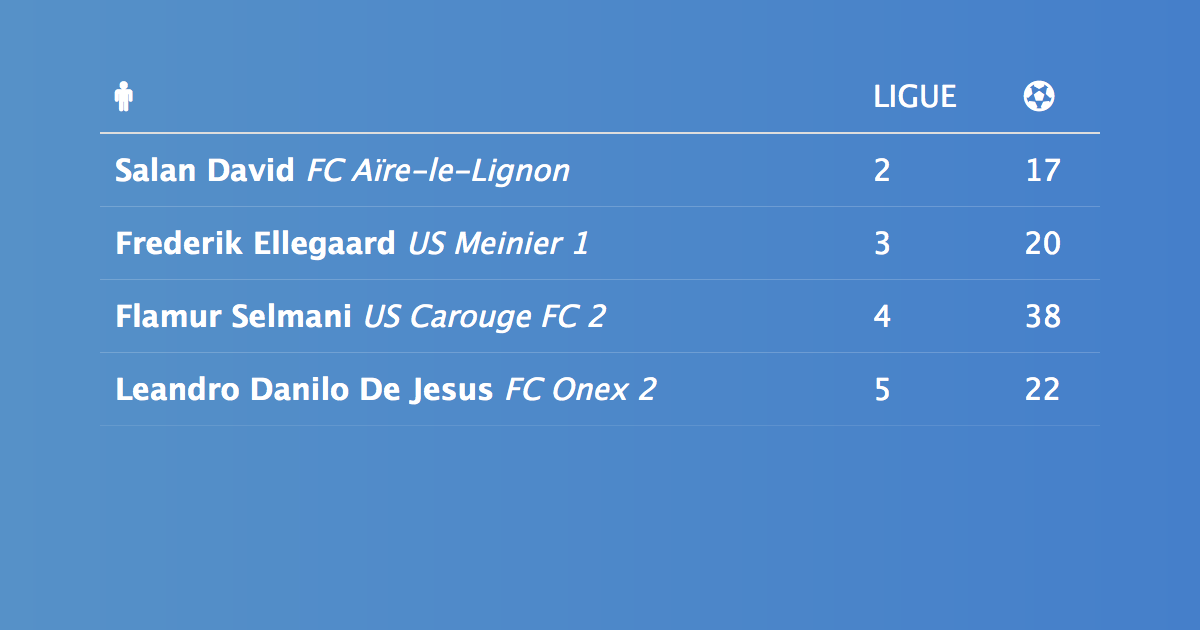 LIGUE
Salan David FC Aïre-le-Lignon 2 17
Frederik Ellegaard US Meinier 1 3 20
Flamur Selmani US Carouge FC 2 4 38
Leandro Danilo De Jesus FC Onex 2 5 22